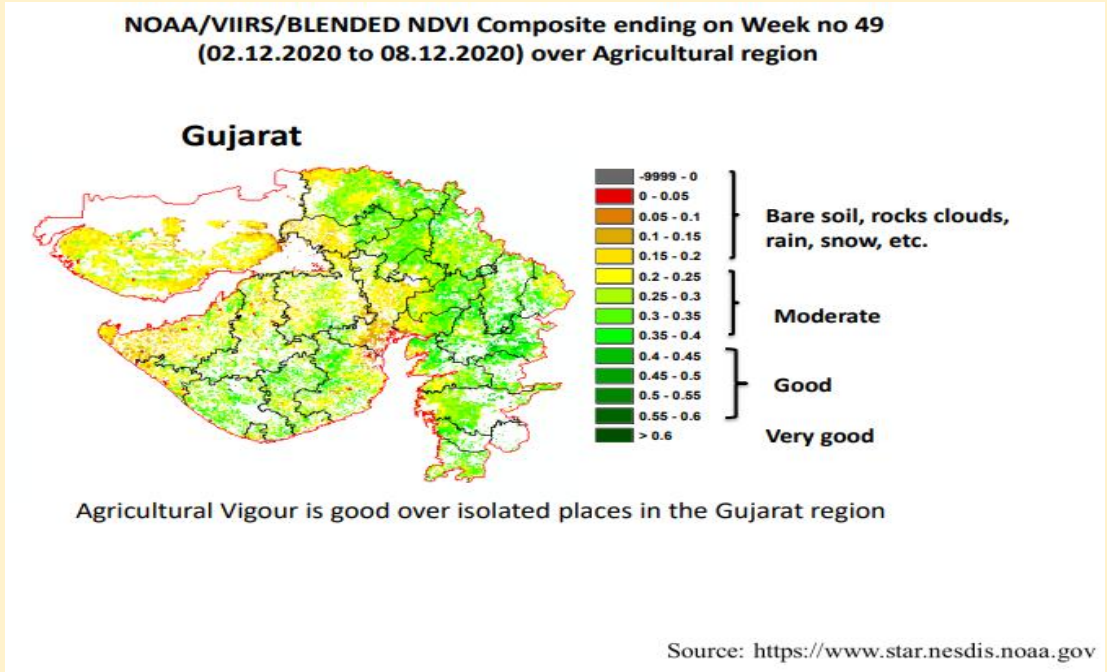 NOAA/VIIRS/BLENDED NDVI Composite ending on Week no 49
(02.12.2020 to 08.12.2020) over Agricultural region
Gujarat
-9999 - 0
0 - 0.05
0.05 - 0.1
0.1 - 0.15
0.15 - 0.2
0.2 - 0.25
0.25 - 0.3
0.3 - 0.35
0.35 - 0.4
0.4 - 0.45
0.45 - 0.5
0.5 - 0.55
0.55 - 0.6
> 0.6
Bare soil, rocks clouds,
rain, snow, etc.
Moderate
Good
Very good
Agricultural Vigour is good over isolated places in the Gujarat region
Source: https://www.star.nesdis.noaa.gov